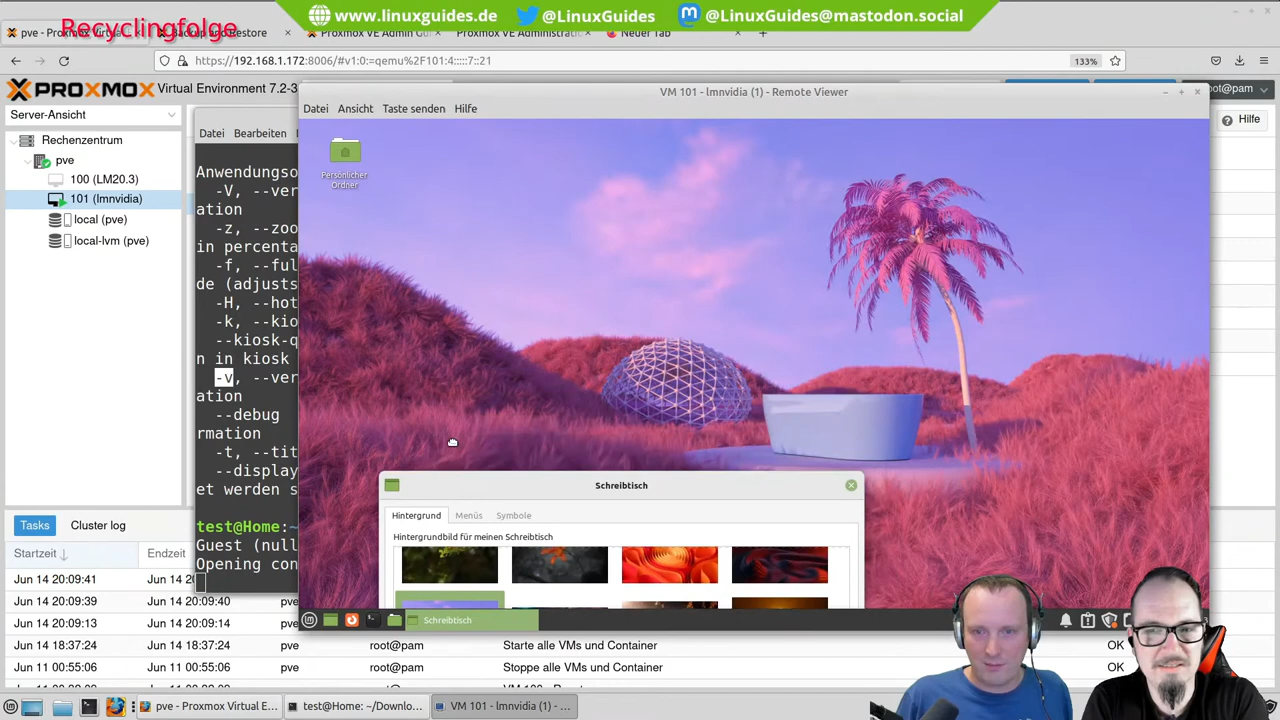 www.linuxguides.de @LinuxGuides @LinuxGuides@mastodon.social
Recyclingfolge
pve - Proxmox Virtual Backup and Restore Proxmox VE Admin Gu Proxmox VE Administrati Neuer Tab
https://192.168.1.172:8006/#v1:0:=qemu%2F101:4:::::7::21 133%
PROXMOX Virtual Environment 7.2-3 root@pam
Server-Ansicht
Hilfe
Rechenzentrum
pve
100 (LM20.3)
101 (lmnvidia)
local (pve)
local-lvm (pve)
Datei Bearbeiten
Anwendungso
-V, --ver
ation
-z, --zoo
in percenta
-f, --ful
de (adjusts
-H, --hot
-k, --kio
--kiosk-q
n in kiosk
-v, --ver
ation
--debug
rmation
-t, --tit
--display
et werden s
test@Home:~
Guest (null
Opening con
VM 101 - lmnvidia (1) - Remote Viewer
Datei Ansicht Taste senden Hilfe
Persönlicher
Ordner
Schreibtisch
Hintergrund Menüs Symbole
Hintergrundbild für meinen Schreibtisch
Schreibtisch
Tasks Cluster log
Startzeit Endzeit
Jun 14 20:09:41 Jun 14
Jun 14 20:09:39 Jun 14 20:09:40 pve
Jun 14 20:09:13 Jun 14 20:09:14 pve
Jun 14 18:37:24 Jun 14 18:37:24 pve root@pam Starte alle VMs und Container OK
Jun 11 00:55:06 Jun 11 00:55:06 pve root@pam Stoppe alle VMs und Container OK
pve - Proxmox Virtual E... test@Home: ~/Downlo... VM 101 - lmnvidia (1) - ...